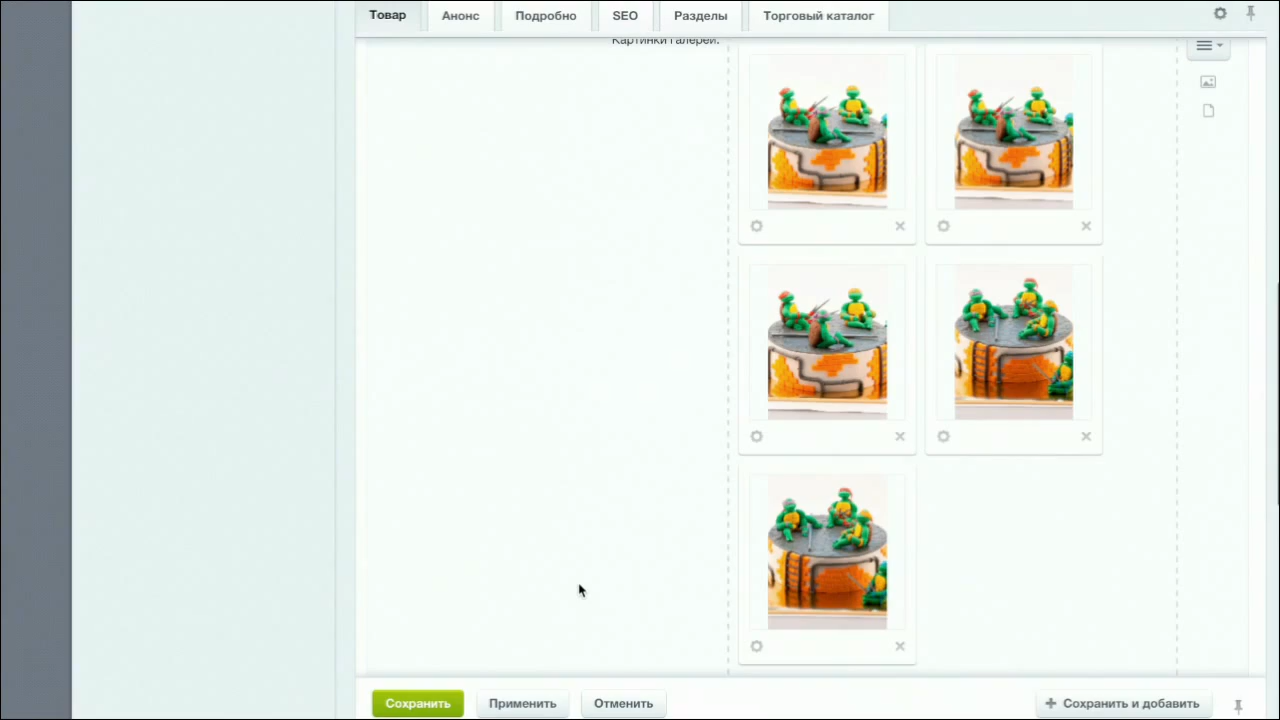 Товар Анонс Подробно SEO Разделы Торговый каталог
Картинки галереи:
Сохранить Применить Отменить Сохранить и добавить